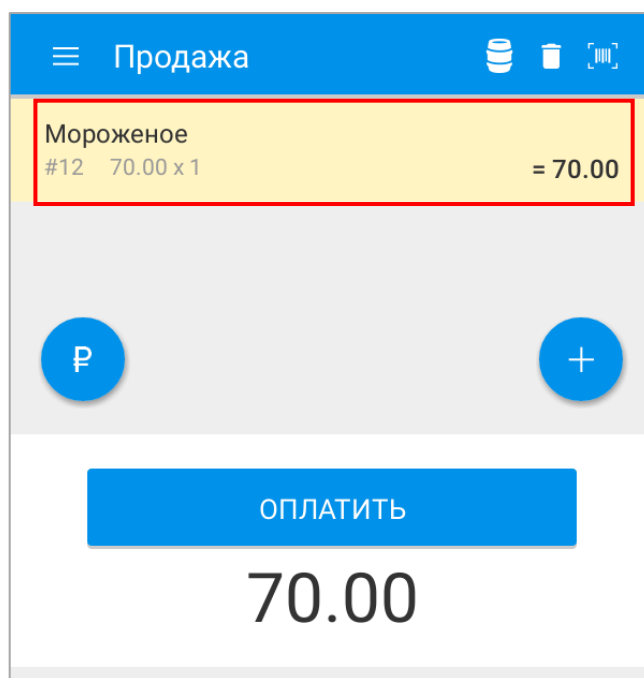 Продажа
Мороженое
#12 70.00 x 1 = 70.00
₽
ОПЛАТИТЬ
70.00